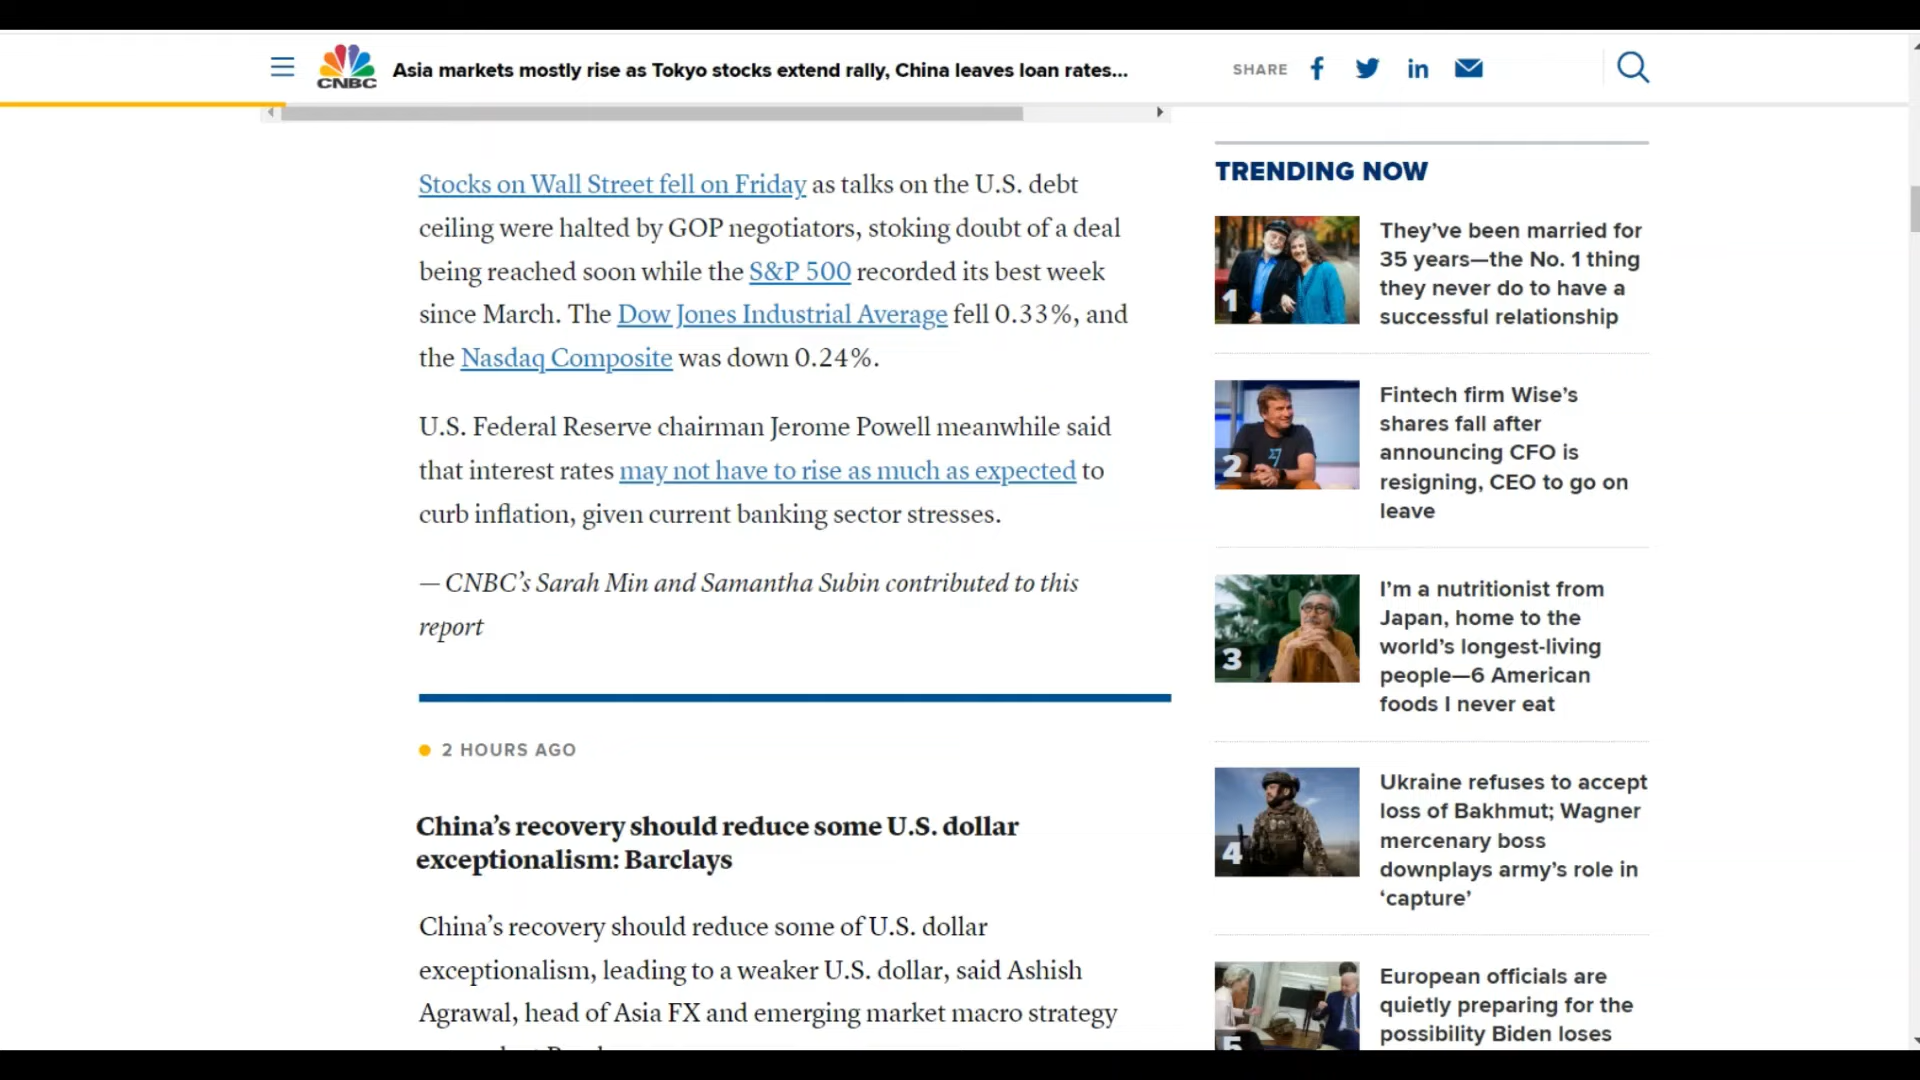 CNBC
Asia markets mostly rise as Tokyo stocks extend rally, China leaves loan rates...
SHARE
Stocks on Wall Street fell on Friday as talks on the U.S. debt
ceiling were halted by GOP negotiators, stoking doubt of a deal
being reached soon while the S&P 500 recorded its best week
since March. The Dow Jones Industrial Average fell 0.33%, and
the Nasdaq Composite was down 0.24%.
U.S. Federal Reserve chairman Jerome Powell meanwhile said
that interest rates may not have to rise as much as expected to
curb inflation, given current banking sector stresses.
— CNBC’s Sarah Min and Samantha Subin contributed to this
report
2 HOURS AGO
China’s recovery should reduce some U.S. dollar
exceptionalism: Barclays
China’s recovery should reduce some of U.S. dollar
exceptionalism, leading to a weaker U.S. dollar, said Ashish
Agrawal, head of Asia FX and emerging market macro strategy
TRENDING NOW
1
They’ve been married for
35 years—the No. 1 thing
they never do to have a
successful relationship
2
Fintech firm Wise’s
shares fall after
announcing CFO is
resigning, CEO to go on
leave
3
I’m a nutritionist from
Japan, home to the
world’s longest-living
people—6 American
foods I never eat
4
Ukraine refuses to accept
loss of Bakhmut; Wagner
mercenary boss
downplays army’s role in
‘capture’
5
European officials are
quietly preparing for the
possibility Biden loses